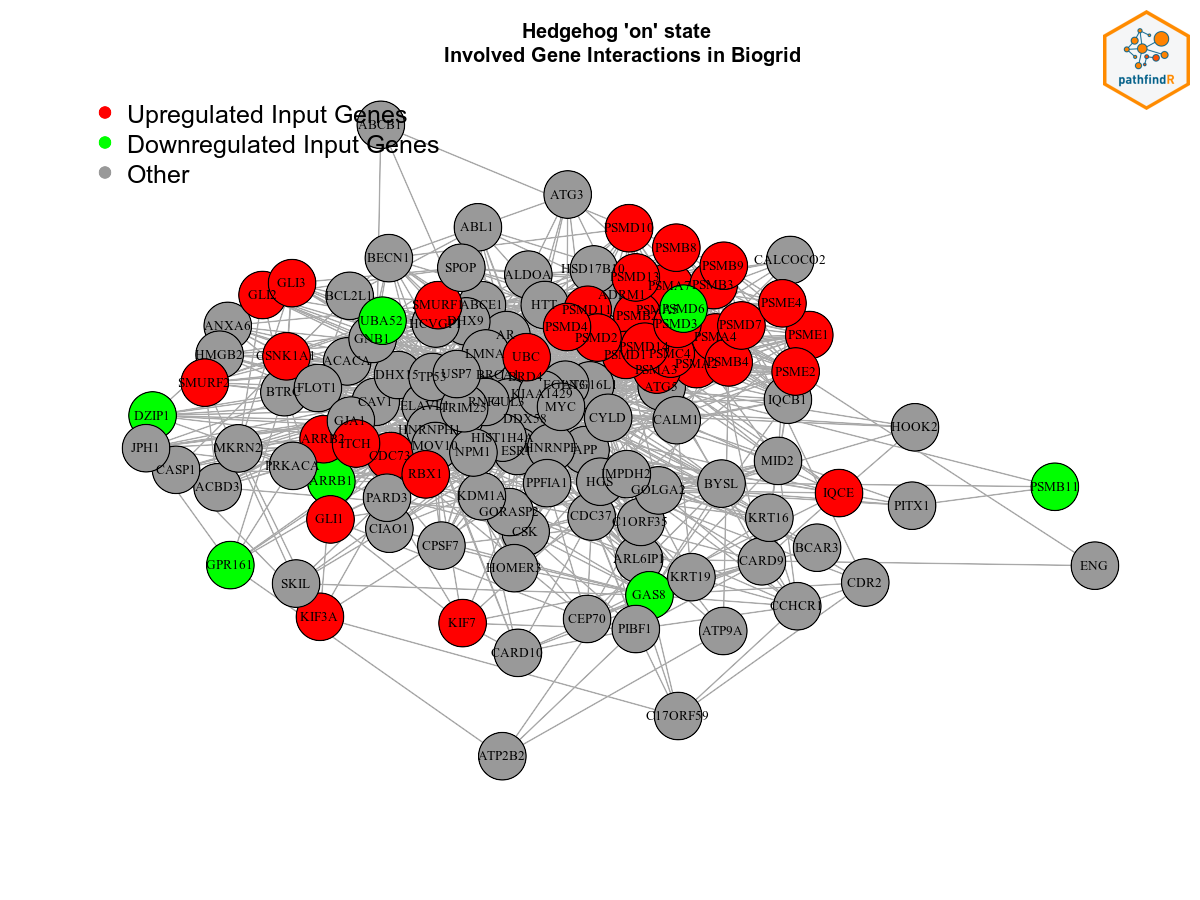 Hedgehog 'on' state
Involved Gene Interactions in Biogrid
pathfindR
Upregulated Input Genes
Downregulated Input Genes
Other
ABCB1
ATG3
ABL1
PSMD10
PSMB8
BECN1
SPOP
ALDOA
HSD17B10
PSMD13
PSMB9
CALCOCO2
GLI3
GLI2
BCL2L1
SMURF1
ABCE1
HTT
ADRM1
PSMA7
PSMB3
PSME4
ANXA6
UBA52
DHX9
PSMD11
PSMB2
PSMD6
GNB1
AR
PSMD4
PSMD2
PSMD3
PSMD7
PSME1
HMGB2
CSNK1A1
ACACA
LMNA
UBC
PSMD14
PSMA4
SMURF2
DHX15
TP53
USP7
DRD4
PSMD1
PSMC4
PSMA3
PSMA2
PSMB4
PSME2
BTRC
FLOT1
CAV1
TRIM25
CUL3
KIAA1429
ATG5
IQCB1
DZIP1
GJA1
MYC
CYLD
CALM1
HOOK2
JPH1
MKRN2
ARRB2
ITCH
HNRNPH1
MOV10
DDX58
CASP1
ACBD3
PRKACA
ARRB1
CDC73
RBX1
NPM1
ESR1
APP
IMPDH2
MID2
PARD3
KDM1A
PPFIA1
HGS
GOLGA2
BYSL
IQCE
PSMB11
GLI1
CIAO1
GORASP2
CSK
CDC37
C1ORF35
KRT16
PITX1
GPR161
SKIL
CPSF7
HOMER3
ARL6IP1
KRT19
CARD9
BCAR3
CDR2
ENG
KIF3A
KIF7
CEP70
GAS8
PIBF1
ATP9A
CCHCR1
CARD10
C17ORF59
ATP2B2